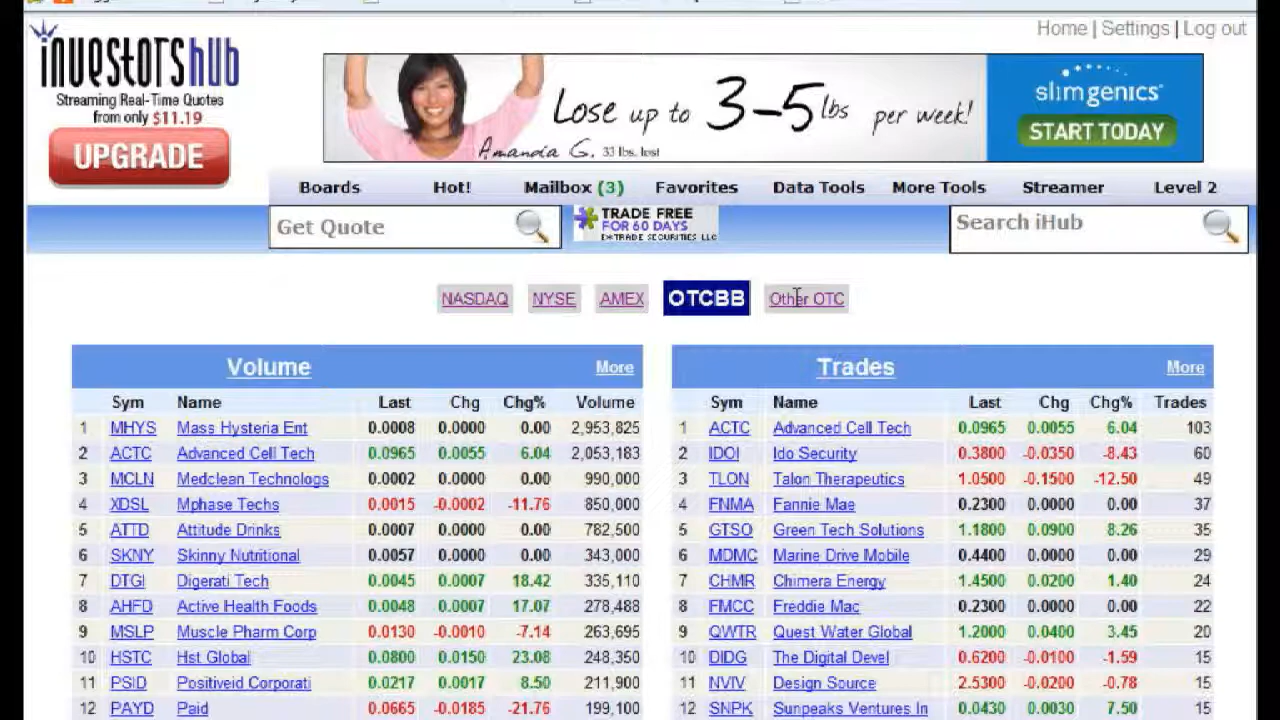 Home | Settings | Log out
investorshub
Streaming Real-Time Quotes
from only $11.19
UPGRADE
Lose up to 3-5 lbs per week!
Amanda G. 33 lbs. lost
slimgenics
START TODAY
Boards Hot! Mailbox (3) Favorites Data Tools More Tools Streamer Level 2
Get Quote
TRADE FREE
FOR 60 DAYS
E*TRADE SECURITIES LLC
Search iHub
NASDAQ NYSE AMEX OTCBB Other OTC
Volume More
Sym Name Last Chg Chg% Volume
1 MHYS Mass Hysteria Ent 0.0008 0.0000 0.00 2,953,825
2 ACTC Advanced Cell Tech 0.0965 0.0055 6.04 2,053,183
3 MCLN Medclean Technologs 0.0002 0.0000 0.00 990,000
4 XDSL Mphase Techs 0.0015 -0.0002 -11.76 850,000
5 ATTD Attitude Drinks 0.0007 0.0000 0.00 782,500
6 SKNY Skinny Nutritional 0.0057 0.0000 0.00 343,000
7 DTGI Digerati Tech 0.0045 0.0007 18.42 335,110
8 AHFD Active Health Foods 0.0048 0.0007 17.07 278,488
9 MSLP Muscle Pharm Corp 0.0130 -0.0010 -7.14 263,695
10 HSTC Hst Global 0.0800 0.0150 23.08 248,350
11 PSID Positiveid Corporati 0.0217 0.0017 8.50 211,900
12 PAYD Paid 0.0665 -0.0185 -21.76 199,100
Trades More
Sym Name Last Chg Chg% Trades
1 ACTC Advanced Cell Tech 0.0965 0.0055 6.04 103
2 IDOI Ido Security 0.3800 -0.0350 -8.43 60
3 TLON Talon Therapeutics 1.0500 -0.1500 -12.50 49
4 FNMA Fannie Mae 0.2300 0.0000 0.00 37
5 GTSO Green Tech Solutions 1.1800 0.0900 8.26 35
6 MDMC Marine Drive Mobile 0.4400 0.0000 0.00 29
7 CHMR Chimera Energy 1.4500 0.0200 1.40 24
8 FMCC Freddie Mac 0.2300 0.0000 0.00 22
9 QWTR Quest Water Global 1.2000 0.0400 3.45 20
10 DIDG The Digital Devel 0.6200 -0.0100 -1.59 15
11 NVIV Design Source 2.5300 -0.0200 -0.78 15
12 SNPK Sunpeaks Ventures In 0.0430 0.0030 7.50 15